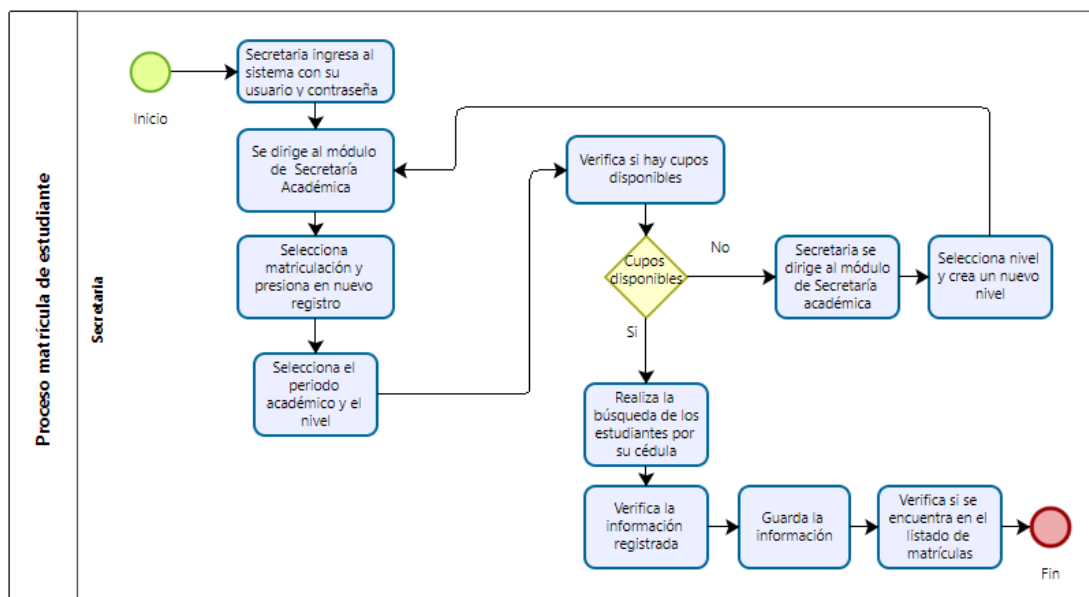 Proceso matrícula de estudiante
Secretaria
Inicio
Secretaria ingresa al
sistema con su
usuario y contraseña
Se dirige al módulo
de Secretaría
Académica
Selecciona
matriculación y
presiona en nuevo
registro
Selecciona el
periodo
académico y el
nivel
Verifica si hay cupos
disponibles
Cupos
disponibles
No
Secretaria se
dirige al módulo
de Secretaría
académica
Selecciona nivel
y crea un nuevo
nivel
Si
Realiza la
búsqueda de los
estudiantes por
su cédula
Verifica la
información
registrada
Guarda la
información
Verifica si se
encuentra en el
listado de
matrículas
Fin